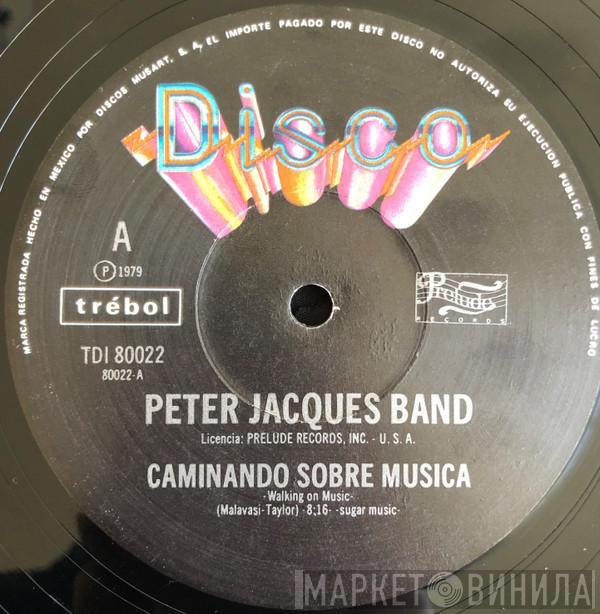 MARCA REGISTRADA HECHO EN MEXICO POR DISCOS MUSART, S. A., EL IMPORTE PAGADO POR ESTE DISCO NO AUTORIZA SU EJECUCION PUBLICA CON FINES DE LUCRO
Disco
A
Ⓟ 1979
trébol
Prelude
RECORDS
TDI 80022
80022-A
PETER JACQUES BAND
Licencia: PRELUDE RECORDS, INC. - U. S. A.
CAMINANDO SOBRE MUSICA
-Walking on Music-
(Malavasi-Taylor) -8;16- -sugar music-
МАРКЕТ ВИНИЛА